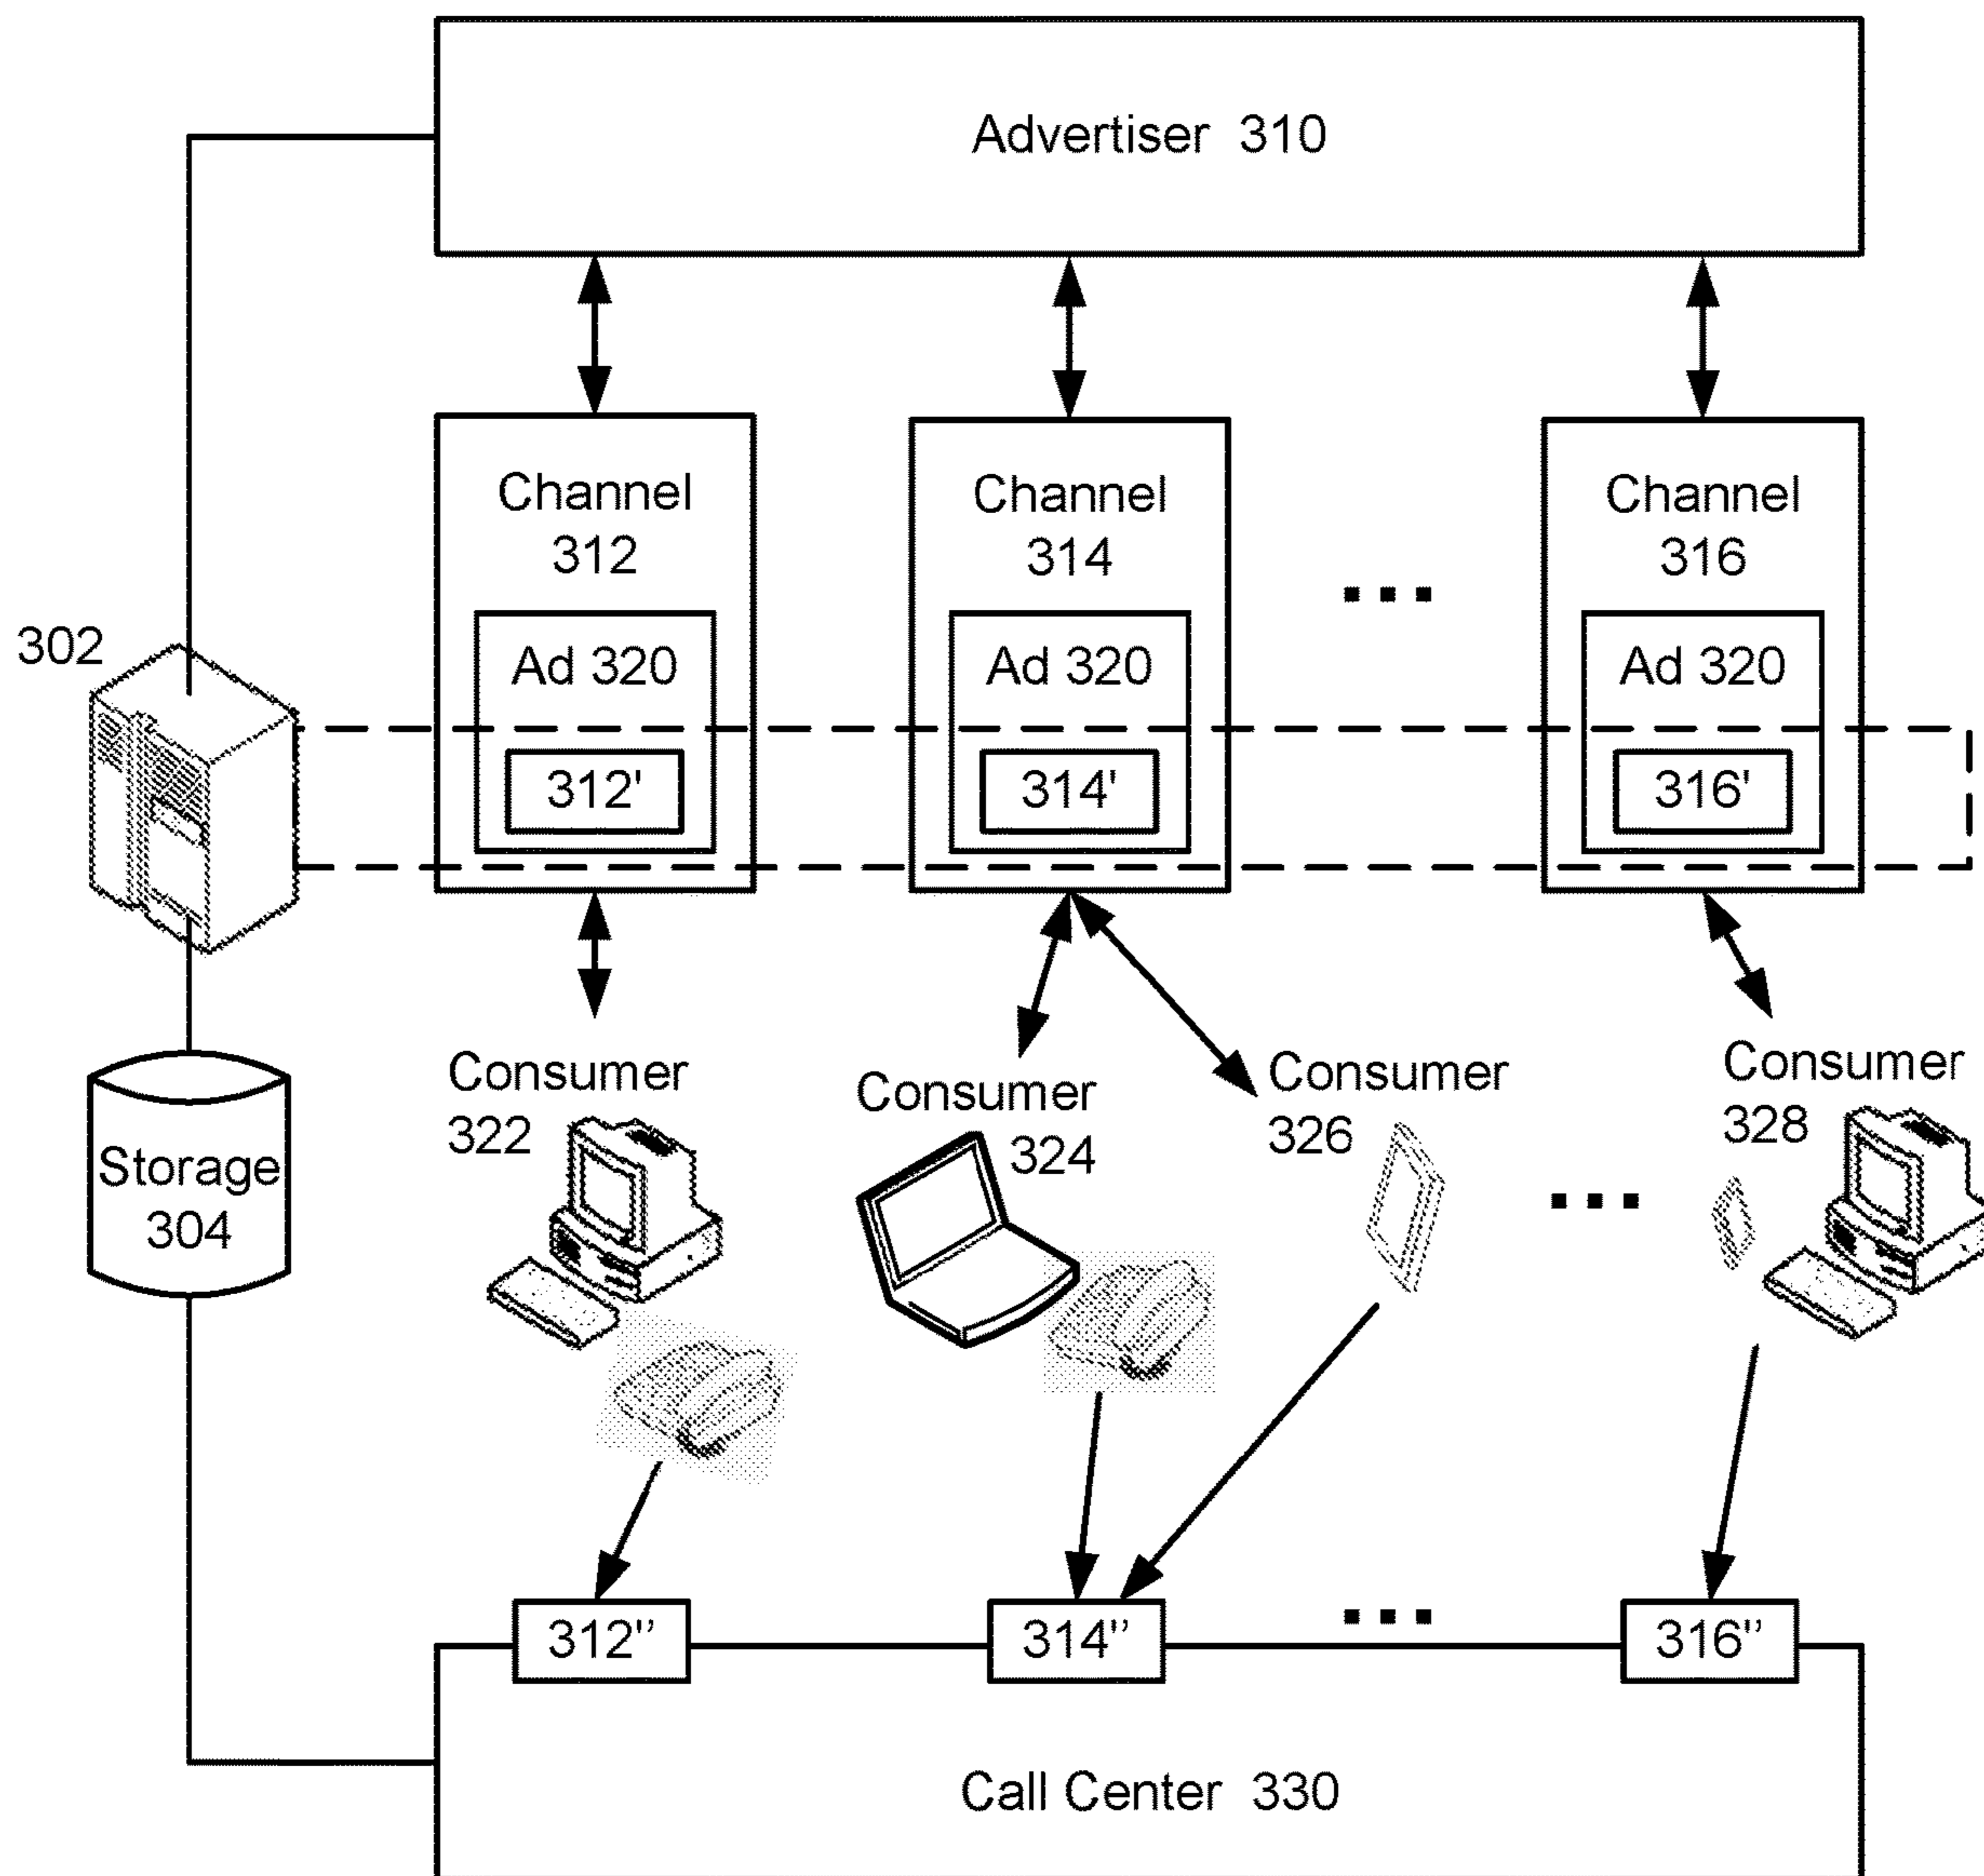 Advertiser 310
Channel
312
Channel
314
Channel
316
302
Ad 320
Ad 320
Ad 320
312'
314'
316'
Consumer
322
Consumer
324
Consumer
326
Consumer
328
Storage
304
312"
314"
316"
Call Center 330